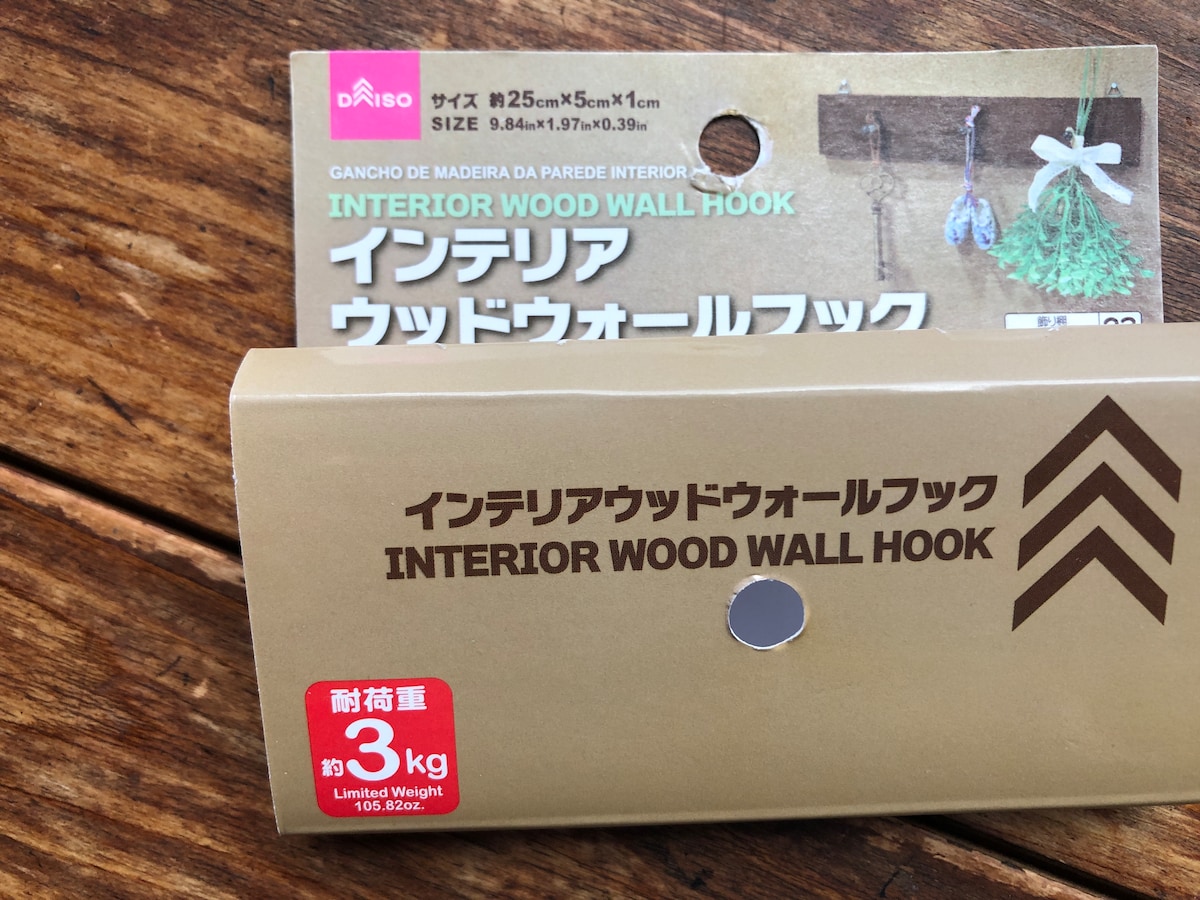 DAISO
サイズ 約25cm×5cm×1cm
SIZE 9.84in×1.97in×0.39in
GANCHO DE MADEIRA DA PAREDE INTERIOR
INTERIOR WOOD WALL HOOK
インテリア
ウッドウォールフック
インテリアウッドウォールフック
INTERIOR WOOD WALL HOOK
耐荷重
約3kg
Limited Weight
105.82oz.